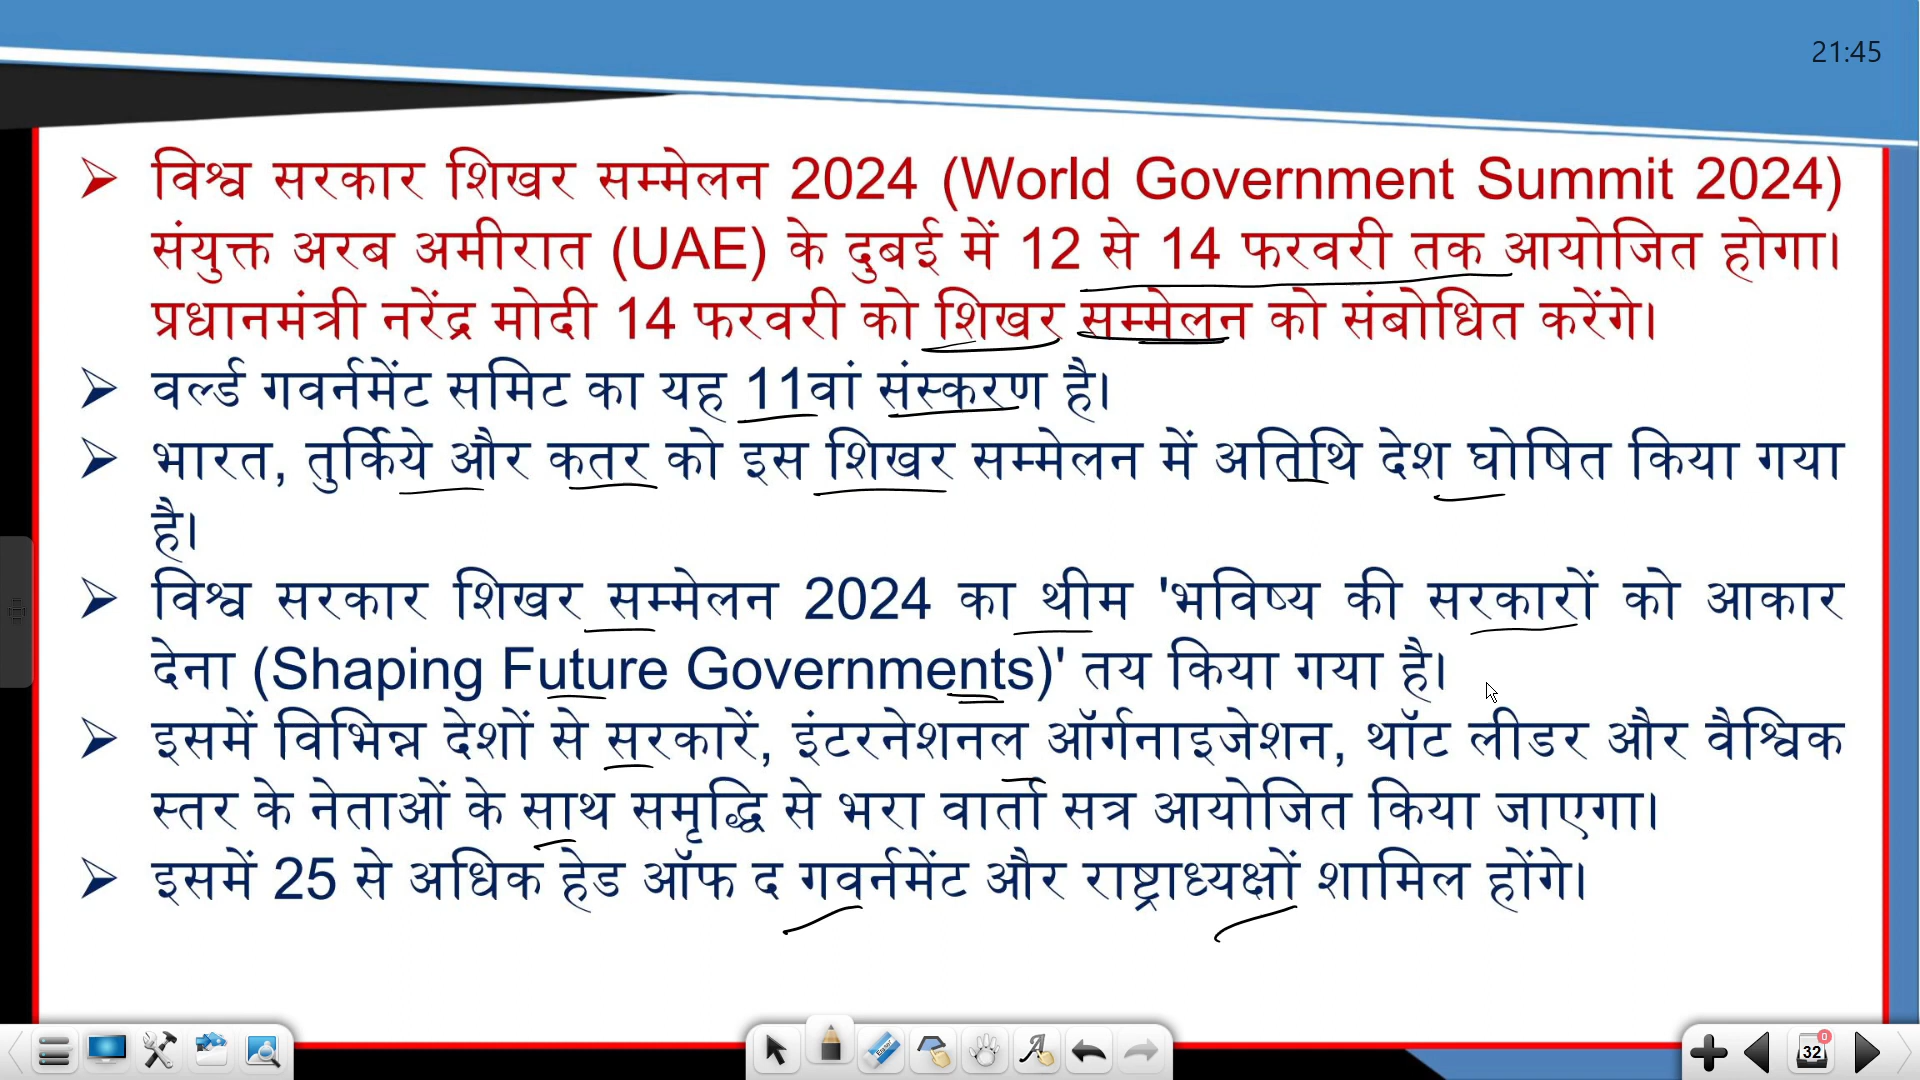 21:45
➢ विश्व सरकार शिखर सम्मेलन 2024 (World Government Summit 2024)
संयुक्त अरब अमीरात (UAE) के दुबई में 12 से 14 फरवरी तक आयोजित होगा।
प्रधानमंत्री नरेंद्र मोदी 14 फरवरी को शिखर सम्मेलन को संबोधित करेंगे।
➢ वर्ल्ड गवर्नमेंट समिट का यह 11वां संस्करण है।
➢ भारत, तुर्किये और कतर को इस शिखर सम्मेलन में अतिथि देश घोषित किया गया
है।
➢ विश्व सरकार शिखर सम्मेलन 2024 का थीम 'भविष्य की सरकारों को आकार
देना (Shaping Future Governments)' तय किया गया है।
➢ इसमें विभिन्न देशों से सरकारें, इंटरनेशनल ऑर्गनाइजेशन, थॉट लीडर और वैश्विक
स्तर के नेताओं के साथ समृद्धि से भरा वार्ता सत्र आयोजित किया जाएगा।
➢ इसमें 25 से अधिक हेड ऑफ द गवर्नमेंट और राष्ट्राध्यक्षों शामिल होंगे।
32
0